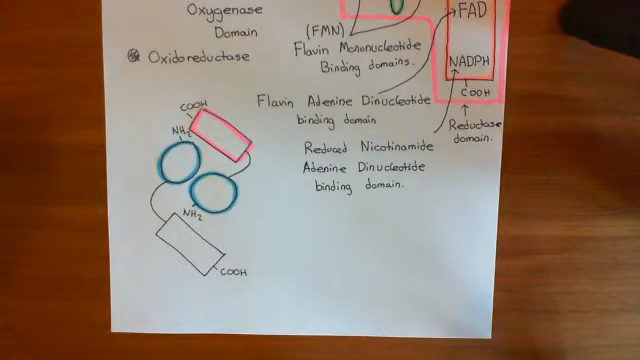 Oxygenase
Domain
Oxidoreductase
(FMN)
Flavin Mononucleotide
Binding domains.
FAD
NADPH
COOH
Reductase
domain.
Flavin Adenine Dinucleotide
binding domain
Reduced Nicotinamide
Adenine Dinucleotide
binding domain.
COOH
NH2
NH2
COOH